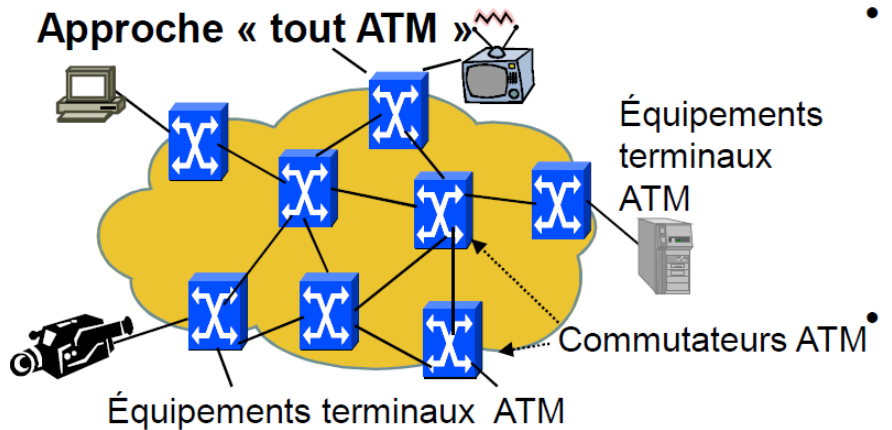 Approche « tout ATM »
Équipements
terminaux
ATM
Commutateurs ATM
Équipements terminaux ATM